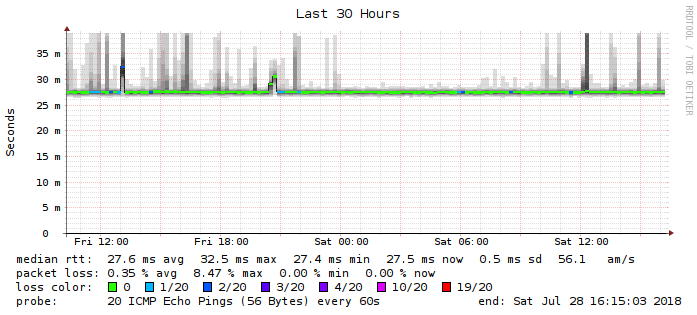 Last 30 Hours
RRDTOOL / TOBI OETIKER
Seconds
35 m
30 m
25 m
20 m
15 m
10 m
5 m
0
Fri 12:00 Fri 18:00 Sat 00:00 Sat 06:00 Sat 12:00
median rtt: 27.6 ms avg 32.5 ms max 27.4 ms min 27.5 ms now 0.5 ms sd 56.1 am/s
packet loss: 0.35 % avg 8.47 % max 0.00 % min 0.00 % now
loss color: 0 1/20 2/20 3/20 4/20 10/20 19/20
probe: 20 ICMP Echo Pings (56 Bytes) every 60s end: Sat Jul 28 16:15:03 2018